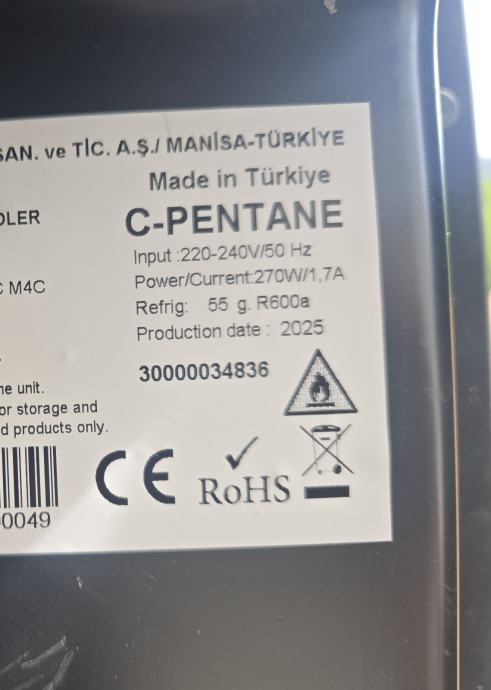 SAN. ve TİC. A.Ş./ MANİSA-TÜRKİYE
Made in Türkiye
C-PENTANE
Input :220-240V/50 Hz
M4C
Power/Current:270W/1,7A
Refrig: 55 g. R600a
Production date : 2025
30000034836
unit.
or storage and
products only.
CE
RoHS
0049